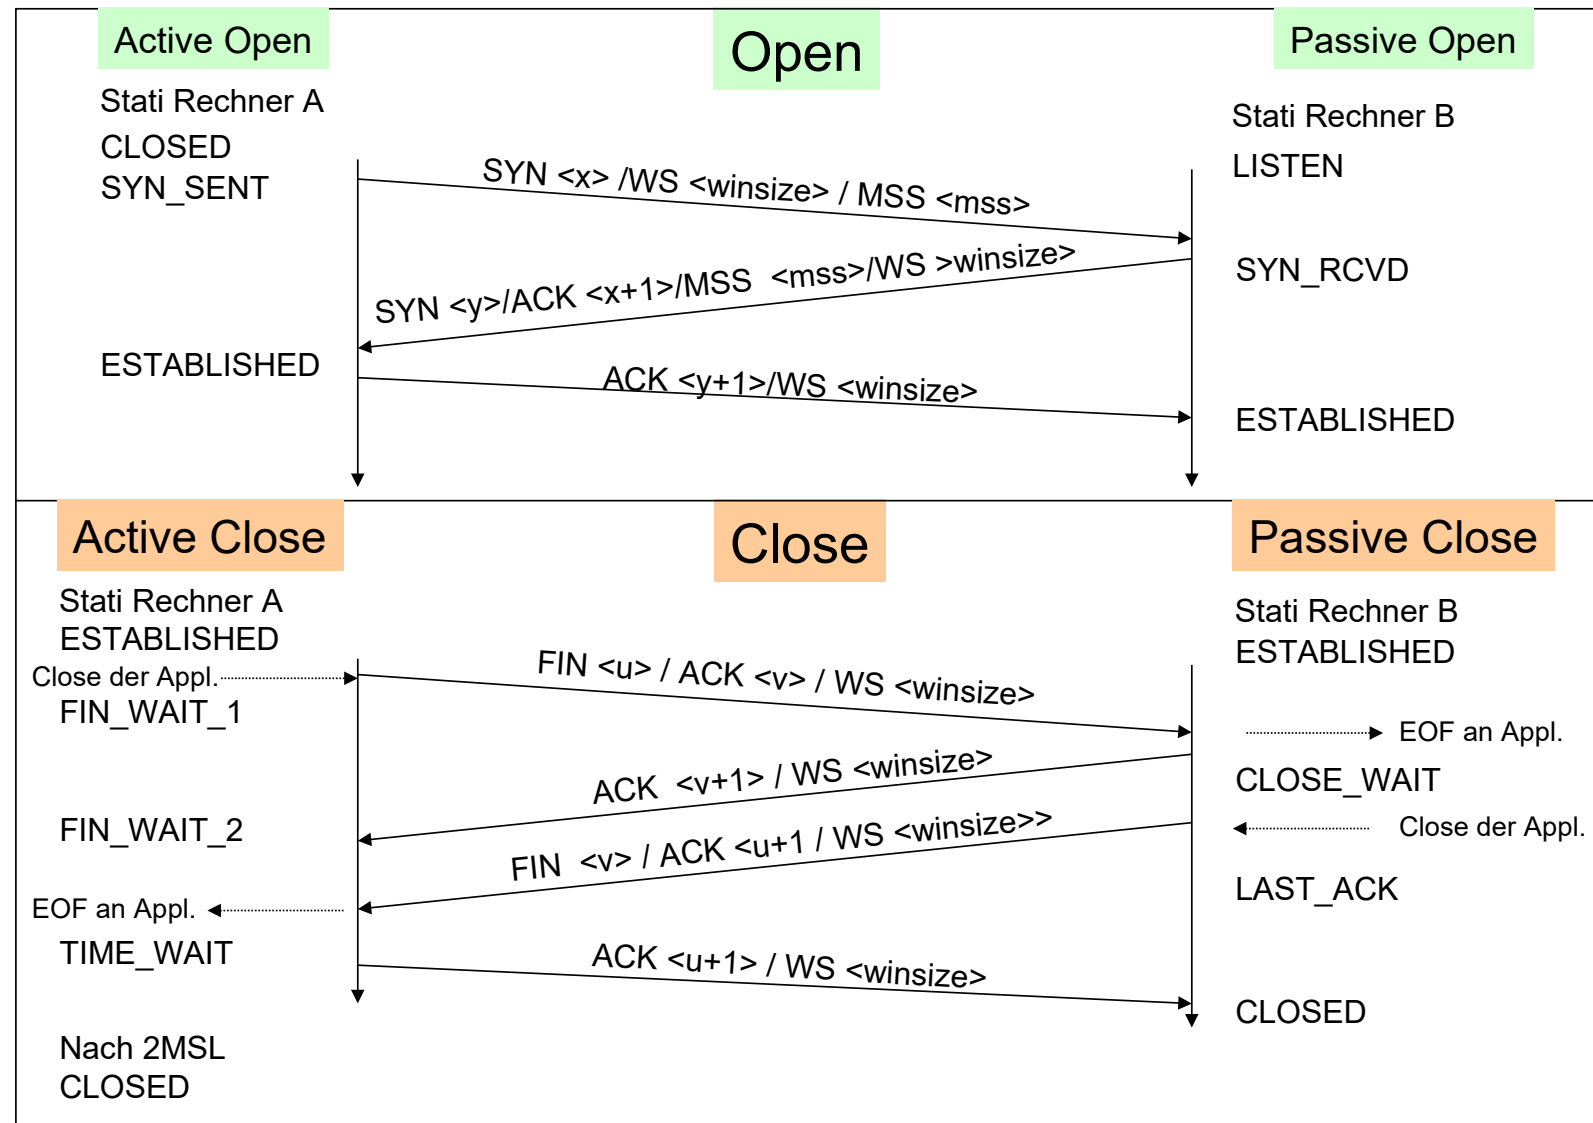 Active Open
Open
Passive Open
Stati Rechner A
Stati Rechner B
CLOSED
LISTEN
SYN_SENT
SYN <x> /WS <winsize> / MSS <mss>
SYN_RCVD
SYN <y>/ACK <x+1>/MSS <mss>/WS >winsize>
ESTABLISHED
ACK <y+1>/WS <winsize>
ESTABLISHED
Active Close
Close
Passive Close
Stati Rechner A
Stati Rechner B
ESTABLISHED
ESTABLISHED
Close der Appl.
FIN <u> / ACK <v> / WS <winsize>
FIN_WAIT_1
EOF an Appl.
ACK <v+1> / WS <winsize>
CLOSE_WAIT
FIN_WAIT_2
Close der Appl.
FIN <v> / ACK <u+1 / WS <winsize>>
LAST_ACK
EOF an Appl.
TIME_WAIT
ACK <u+1> / WS <winsize>
CLOSED
Nach 2MSL
CLOSED